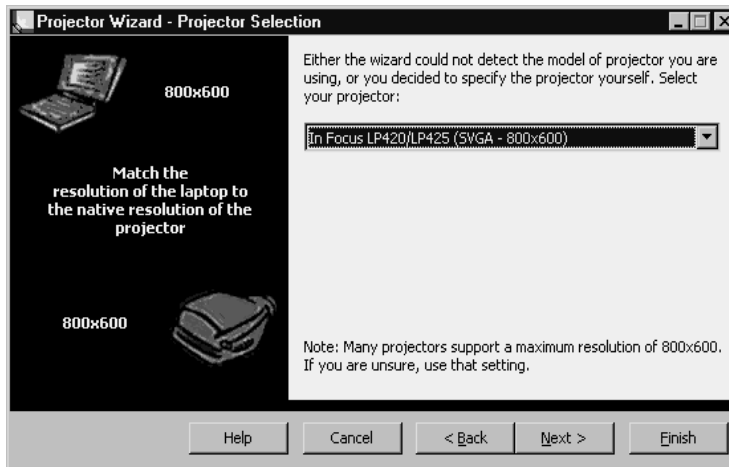 Projector Wizard - Projector Selection
800x600
Match the
resolution of the laptop to
the native resolution of the
projector
800x600
Either the wizard could not detect the model of projector you are
using, or you decided to specify the projector yourself. Select
your projector:
In Focus LP420/LP425 (SVGA - 800x600)
Note: Many projectors support a maximum resolution of 800x600.
If you are unsure, use that setting.
Help
Cancel
< Back
Next >
Finish